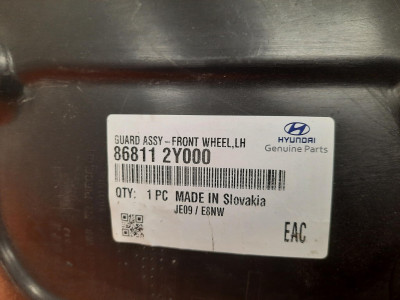 GUARD ASSY-FRONT WHEEL,LH
86811 2Y000
HYUNDAI
Genuine Parts
QTY: 1 PC MADE IN Slovakia
JE09 / E8NW
EAC